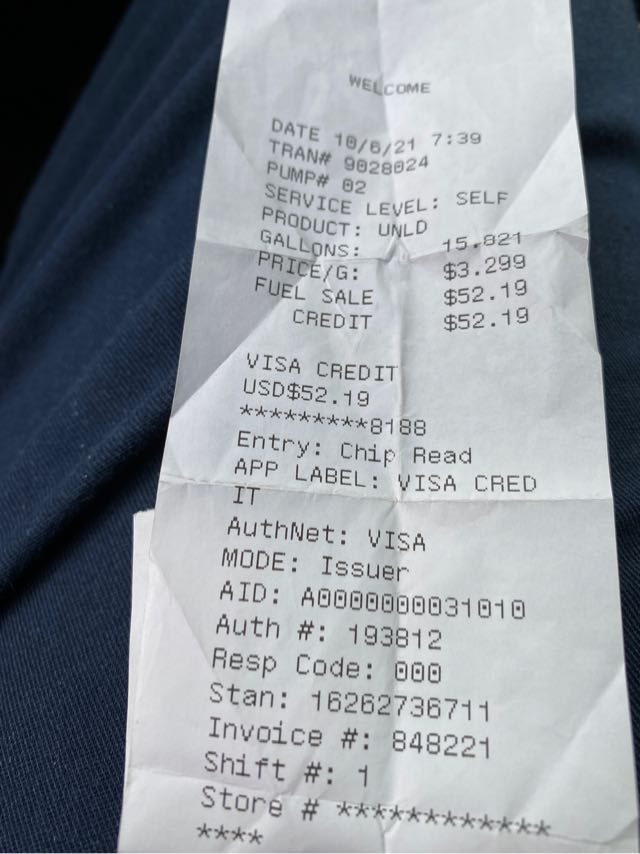 WELCOME
DATE 10/6/21 7:39
TRAN# 9028024
PUMP# 02
SERVICE LEVEL: SELF
PRODUCT: UNLD
GALLONS: 15.821
PRICE/G: $3.299
FUEL SALE $52.19
CREDIT $52.19
VISA CREDIT
USD$52.19
*********8188
Entry: Chip Read
APP LABEL: VISA CRED
IT
AuthNet: VISA
MODE: Issuer
AID: A0000000031010
Auth #: 193812
Resp Code: 000
Stan: 16262736711
Invoice #: 848221
Shift #: 1
Store # ************
****